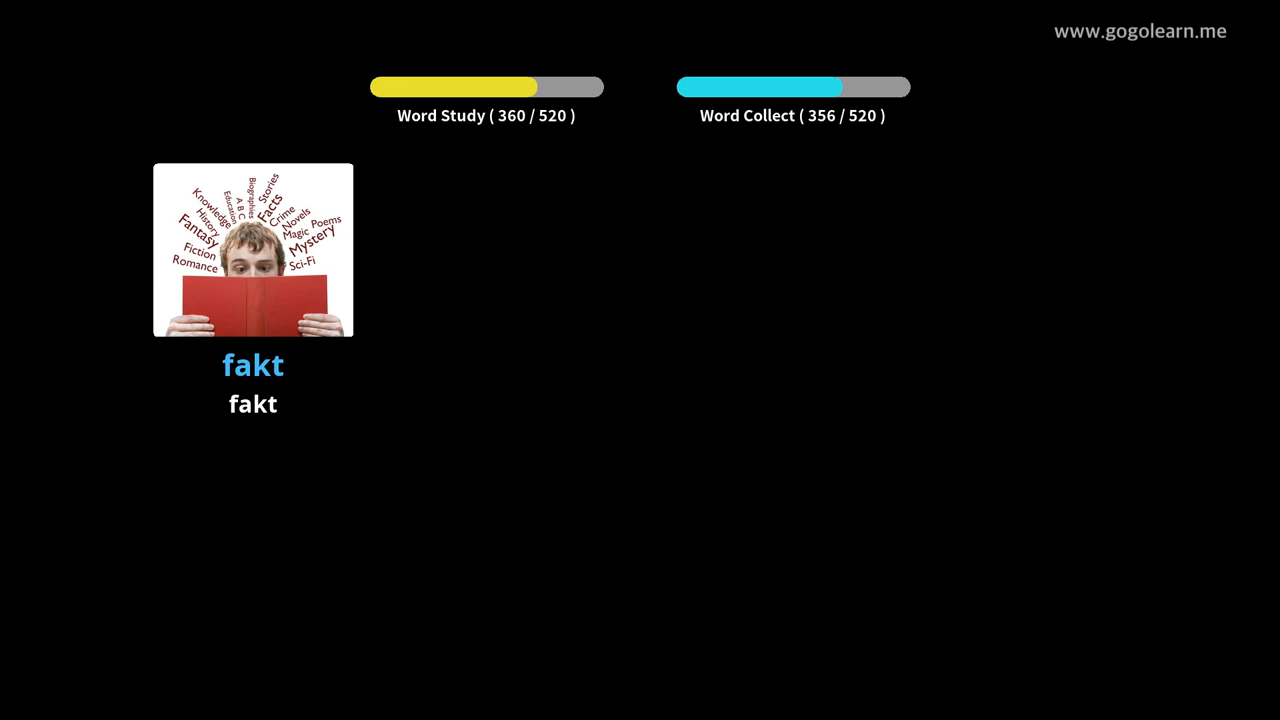 www.gogolearn.me
Word Study ( 360 / 520 )
Word Collect ( 356 / 520 )
Stories
Biographies
Facts
A B C
Education
Knowledge
Crime
History
Novels
Poems
Fantasy
Magic
Mystery
Fiction
Romance
Sci-Fi
fakt
fakt